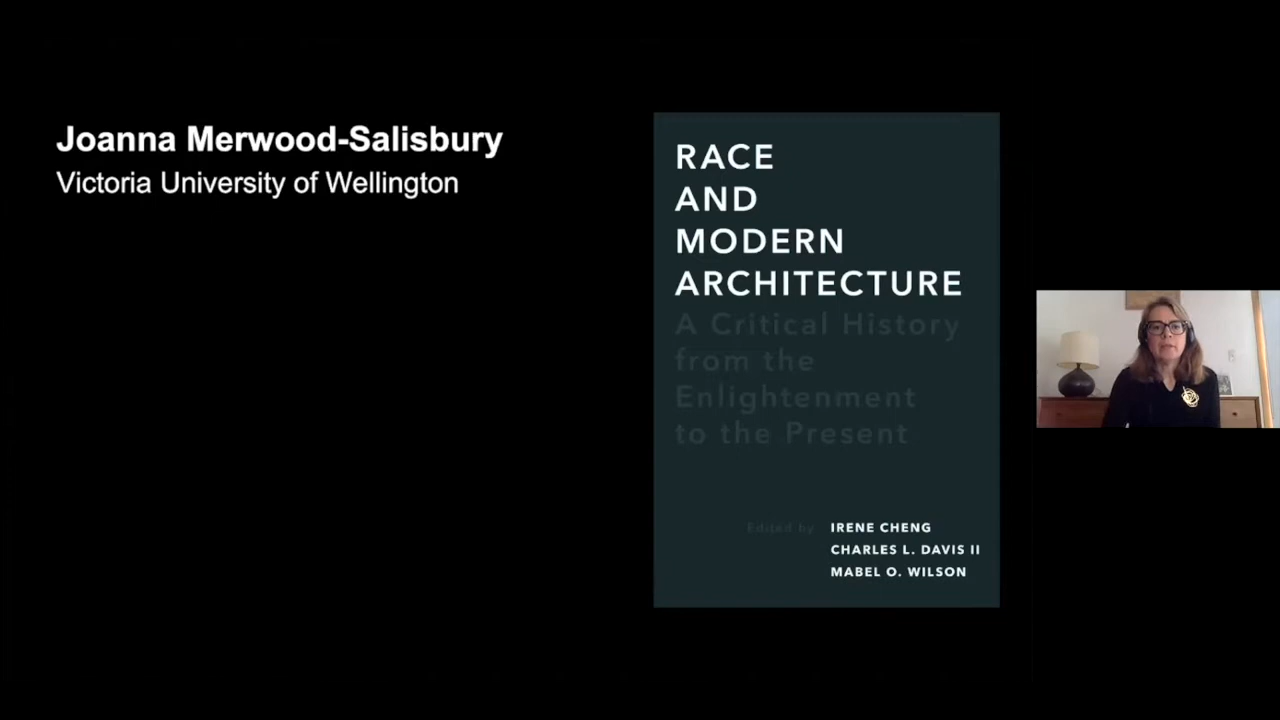 Joanna Merwood-Salisbury
Victoria University of Wellington
RACE
AND
MODERN
ARCHITECTURE
A Critical History
from the
Enlightenment
to the Present
Edited by IRENE CHENG
CHARLES L. DAVIS II
MABEL O. WILSON